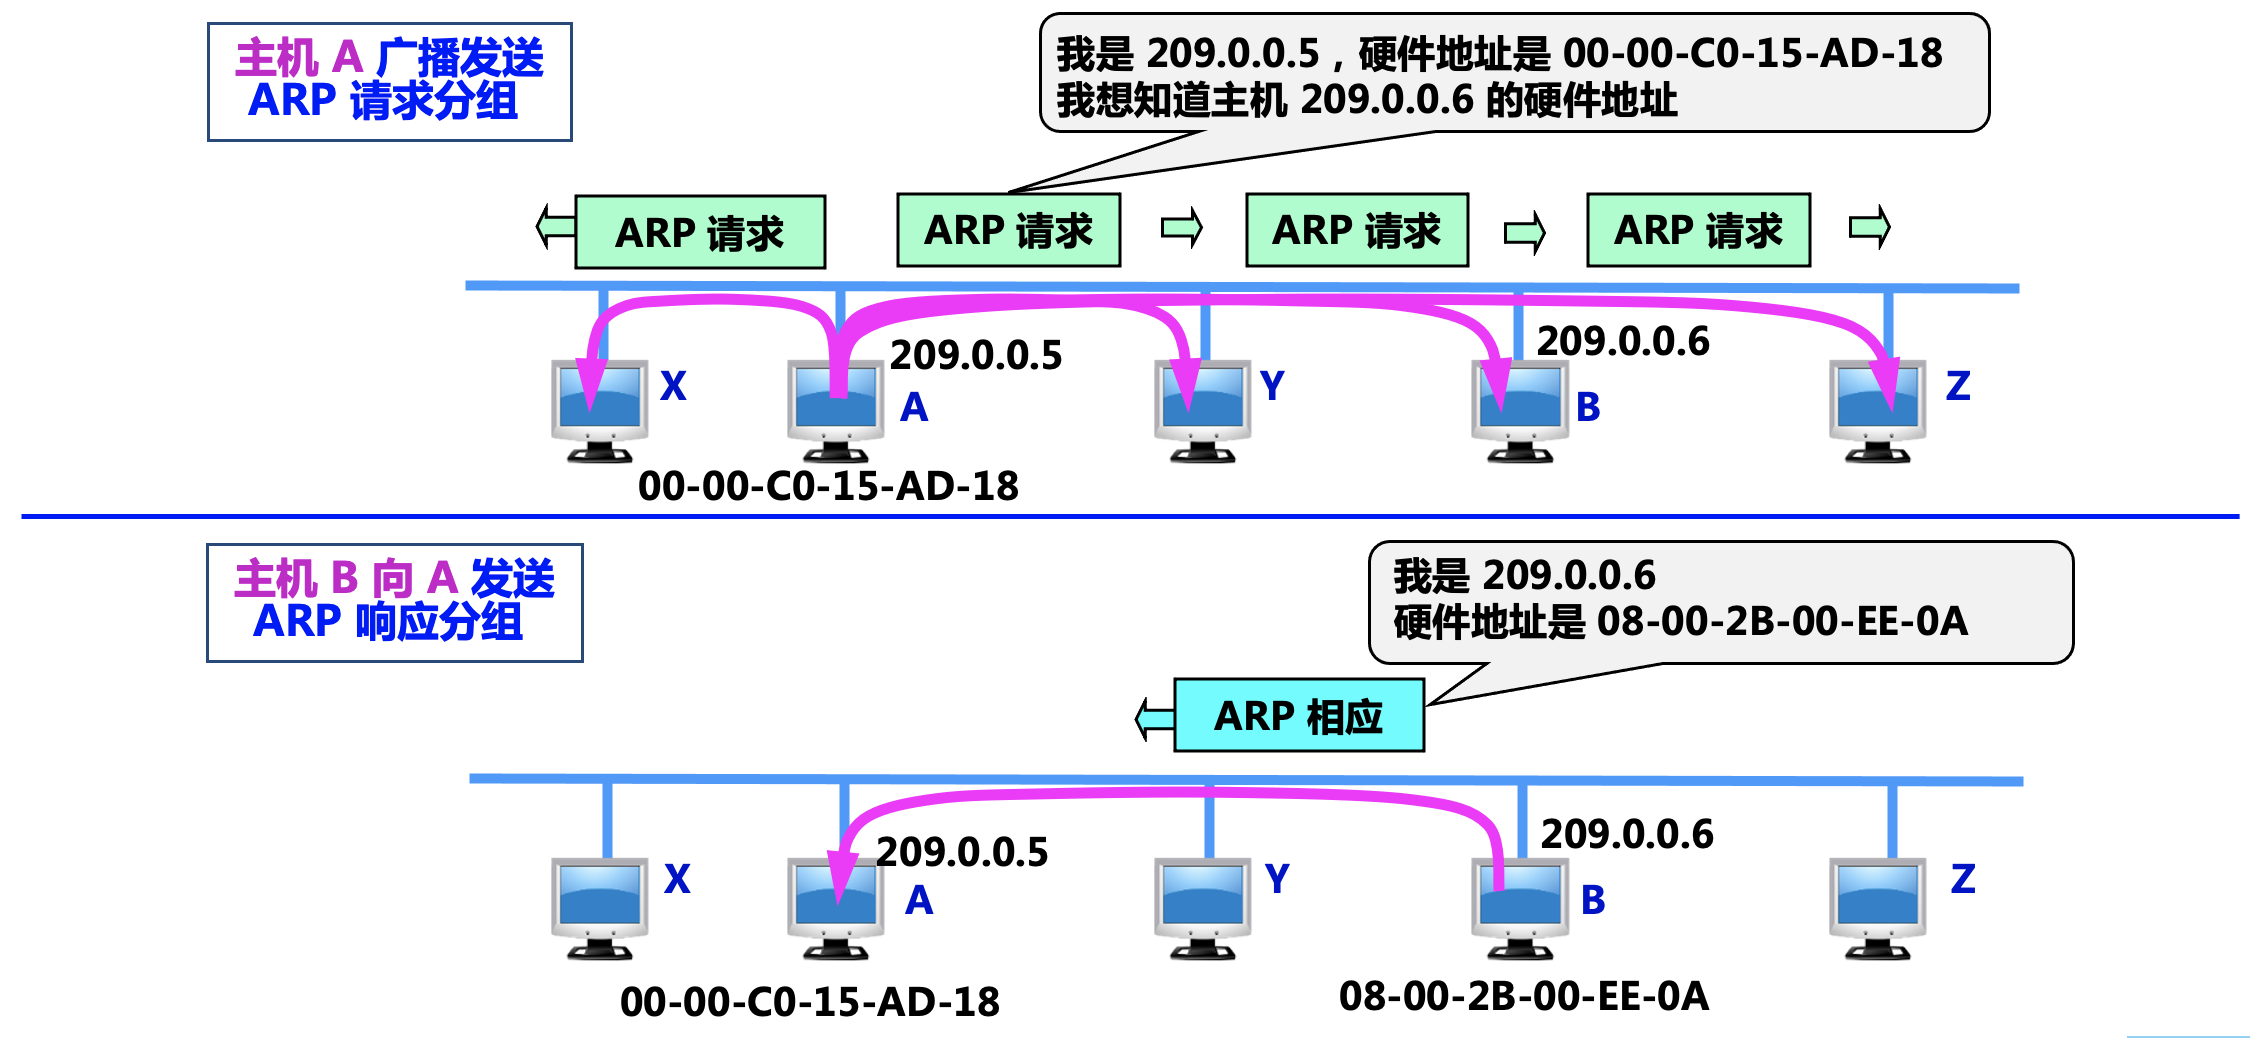 主机 A 广播发送
ARP 请求分组
我是 209.0.0.5，硬件地址是 00-00-C0-15-AD-18
我想知道主机 209.0.0.6 的硬件地址
ARP 请求
ARP 请求
ARP 请求
ARP 请求
209.0.0.5
209.0.0.6
X
A
Y
B
Z
00-00-C0-15-AD-18
主机 B 向 A 发送
ARP 响应分组
我是 209.0.0.6
硬件地址是 08-00-2B-00-EE-0A
ARP 相应
209.0.0.5
209.0.0.6
X
A
Y
B
Z
00-00-C0-15-AD-18
08-00-2B-00-EE-0A